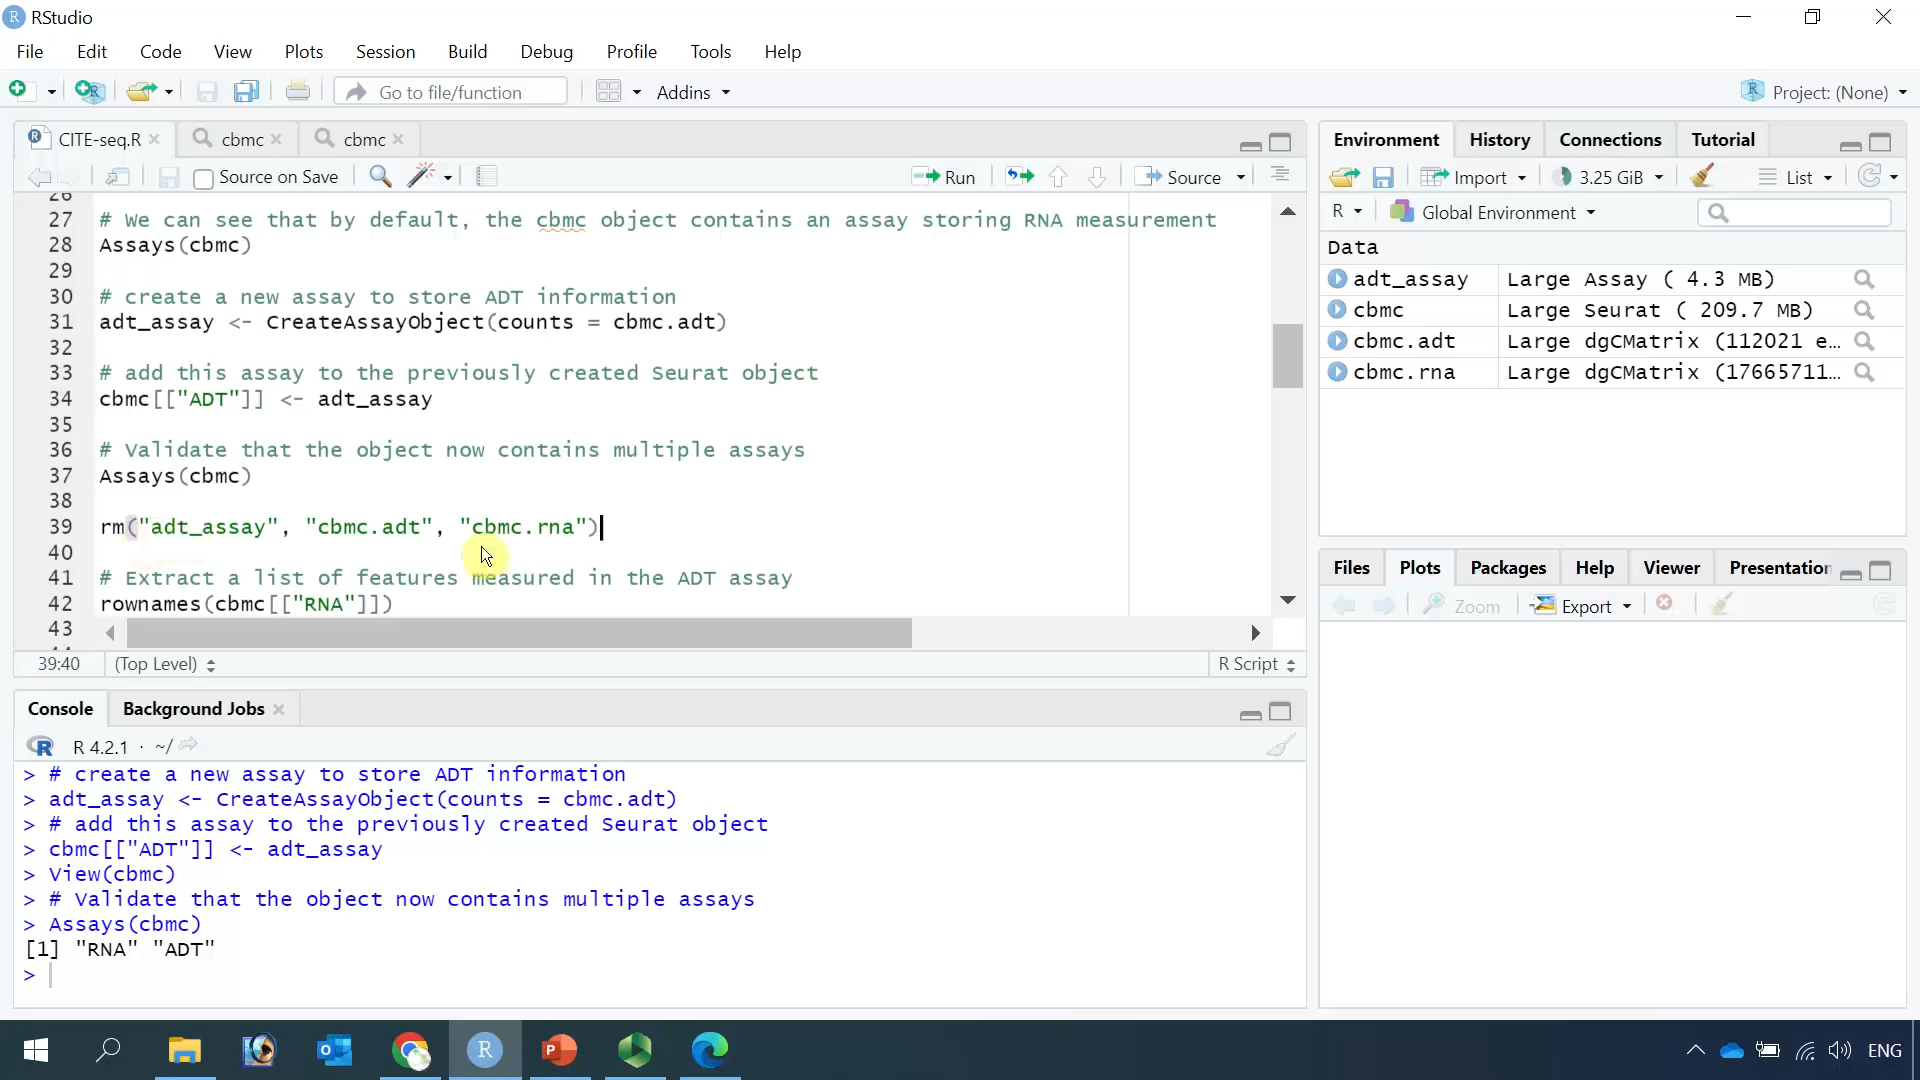 RStudio
File Edit Code View Plots Session Build Debug Profile Tools Help
Go to file/function Addins Project: (None)
CITE-seq.R cbmc cbmc
Source on Save Run Source
26
27 # We can see that by default, the cbmc object contains an assay storing RNA measurement
28 Assays(cbmc)
29
30 # create a new assay to store ADT information
31 adt_assay <- CreateAssayObject(counts = cbmc.adt)
32
33 # add this assay to the previously created Seurat object
34 cbmc[["ADT"]] <- adt_assay
35
36 # Validate that the object now contains multiple assays
37 Assays(cbmc)
38
39 rm("adt_assay", "cbmc.adt", "cbmc.rna")
40
41 # Extract a list of features measured in the ADT assay
42 rownames(cbmc[["RNA"]])
43
39:40 (Top Level) R Script
Console Background Jobs
R 4.2.1 · ~/
> # create a new assay to store ADT information
> adt_assay <- CreateAssayObject(counts = cbmc.adt)
> # add this assay to the previously created Seurat object
> cbmc[["ADT"]] <- adt_assay
> View(cbmc)
> # Validate that the object now contains multiple assays
> Assays(cbmc)
[1] "RNA" "ADT"
>
Environment History Connections Tutorial
Import 3.25 GiB List
R Global Environment
Data
adt_assay Large Assay ( 4.3 MB)
cbmc Large Seurat ( 209.7 MB)
cbmc.adt Large dgCMatrix (112021 e…
cbmc.rna Large dgCMatrix (17665711…
Files Plots Packages Help Viewer Presentation
Zoom Export
ENG